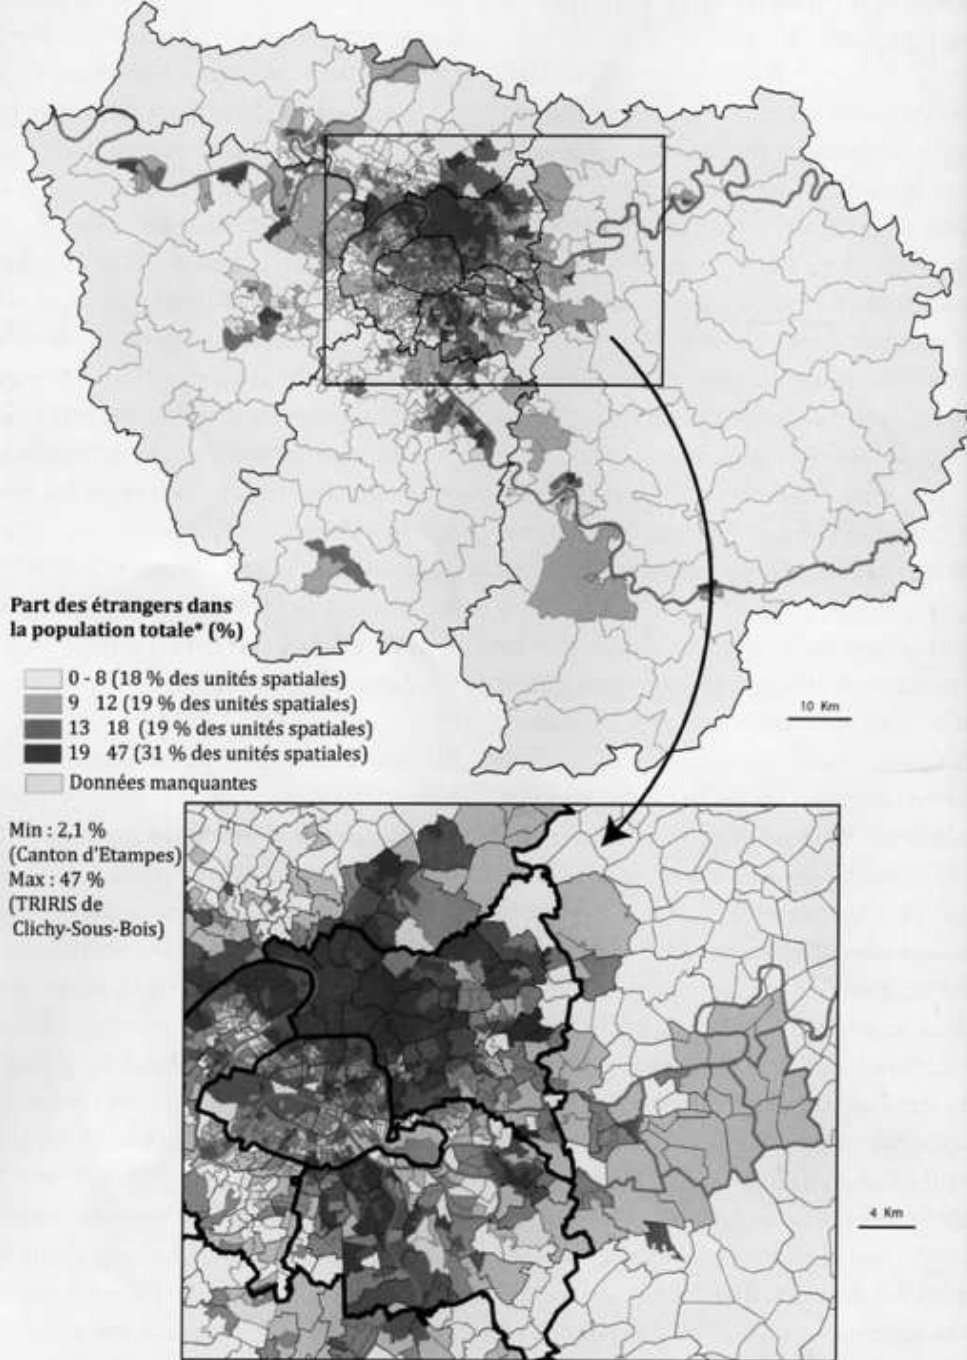 Part des étrangers dans
la population totale* (%)
0 - 8 (18 % des unités spatiales)
9 12 (19 % des unités spatiales)
13 18 (19 % des unités spatiales)
19 47 (31 % des unités spatiales)
Données manquantes
10 Km
Min : 2,1 %
(Canton d'Etampes)
Max : 47 %
(TRIRIS de
Clichy-Sous-Bois)
4 Km